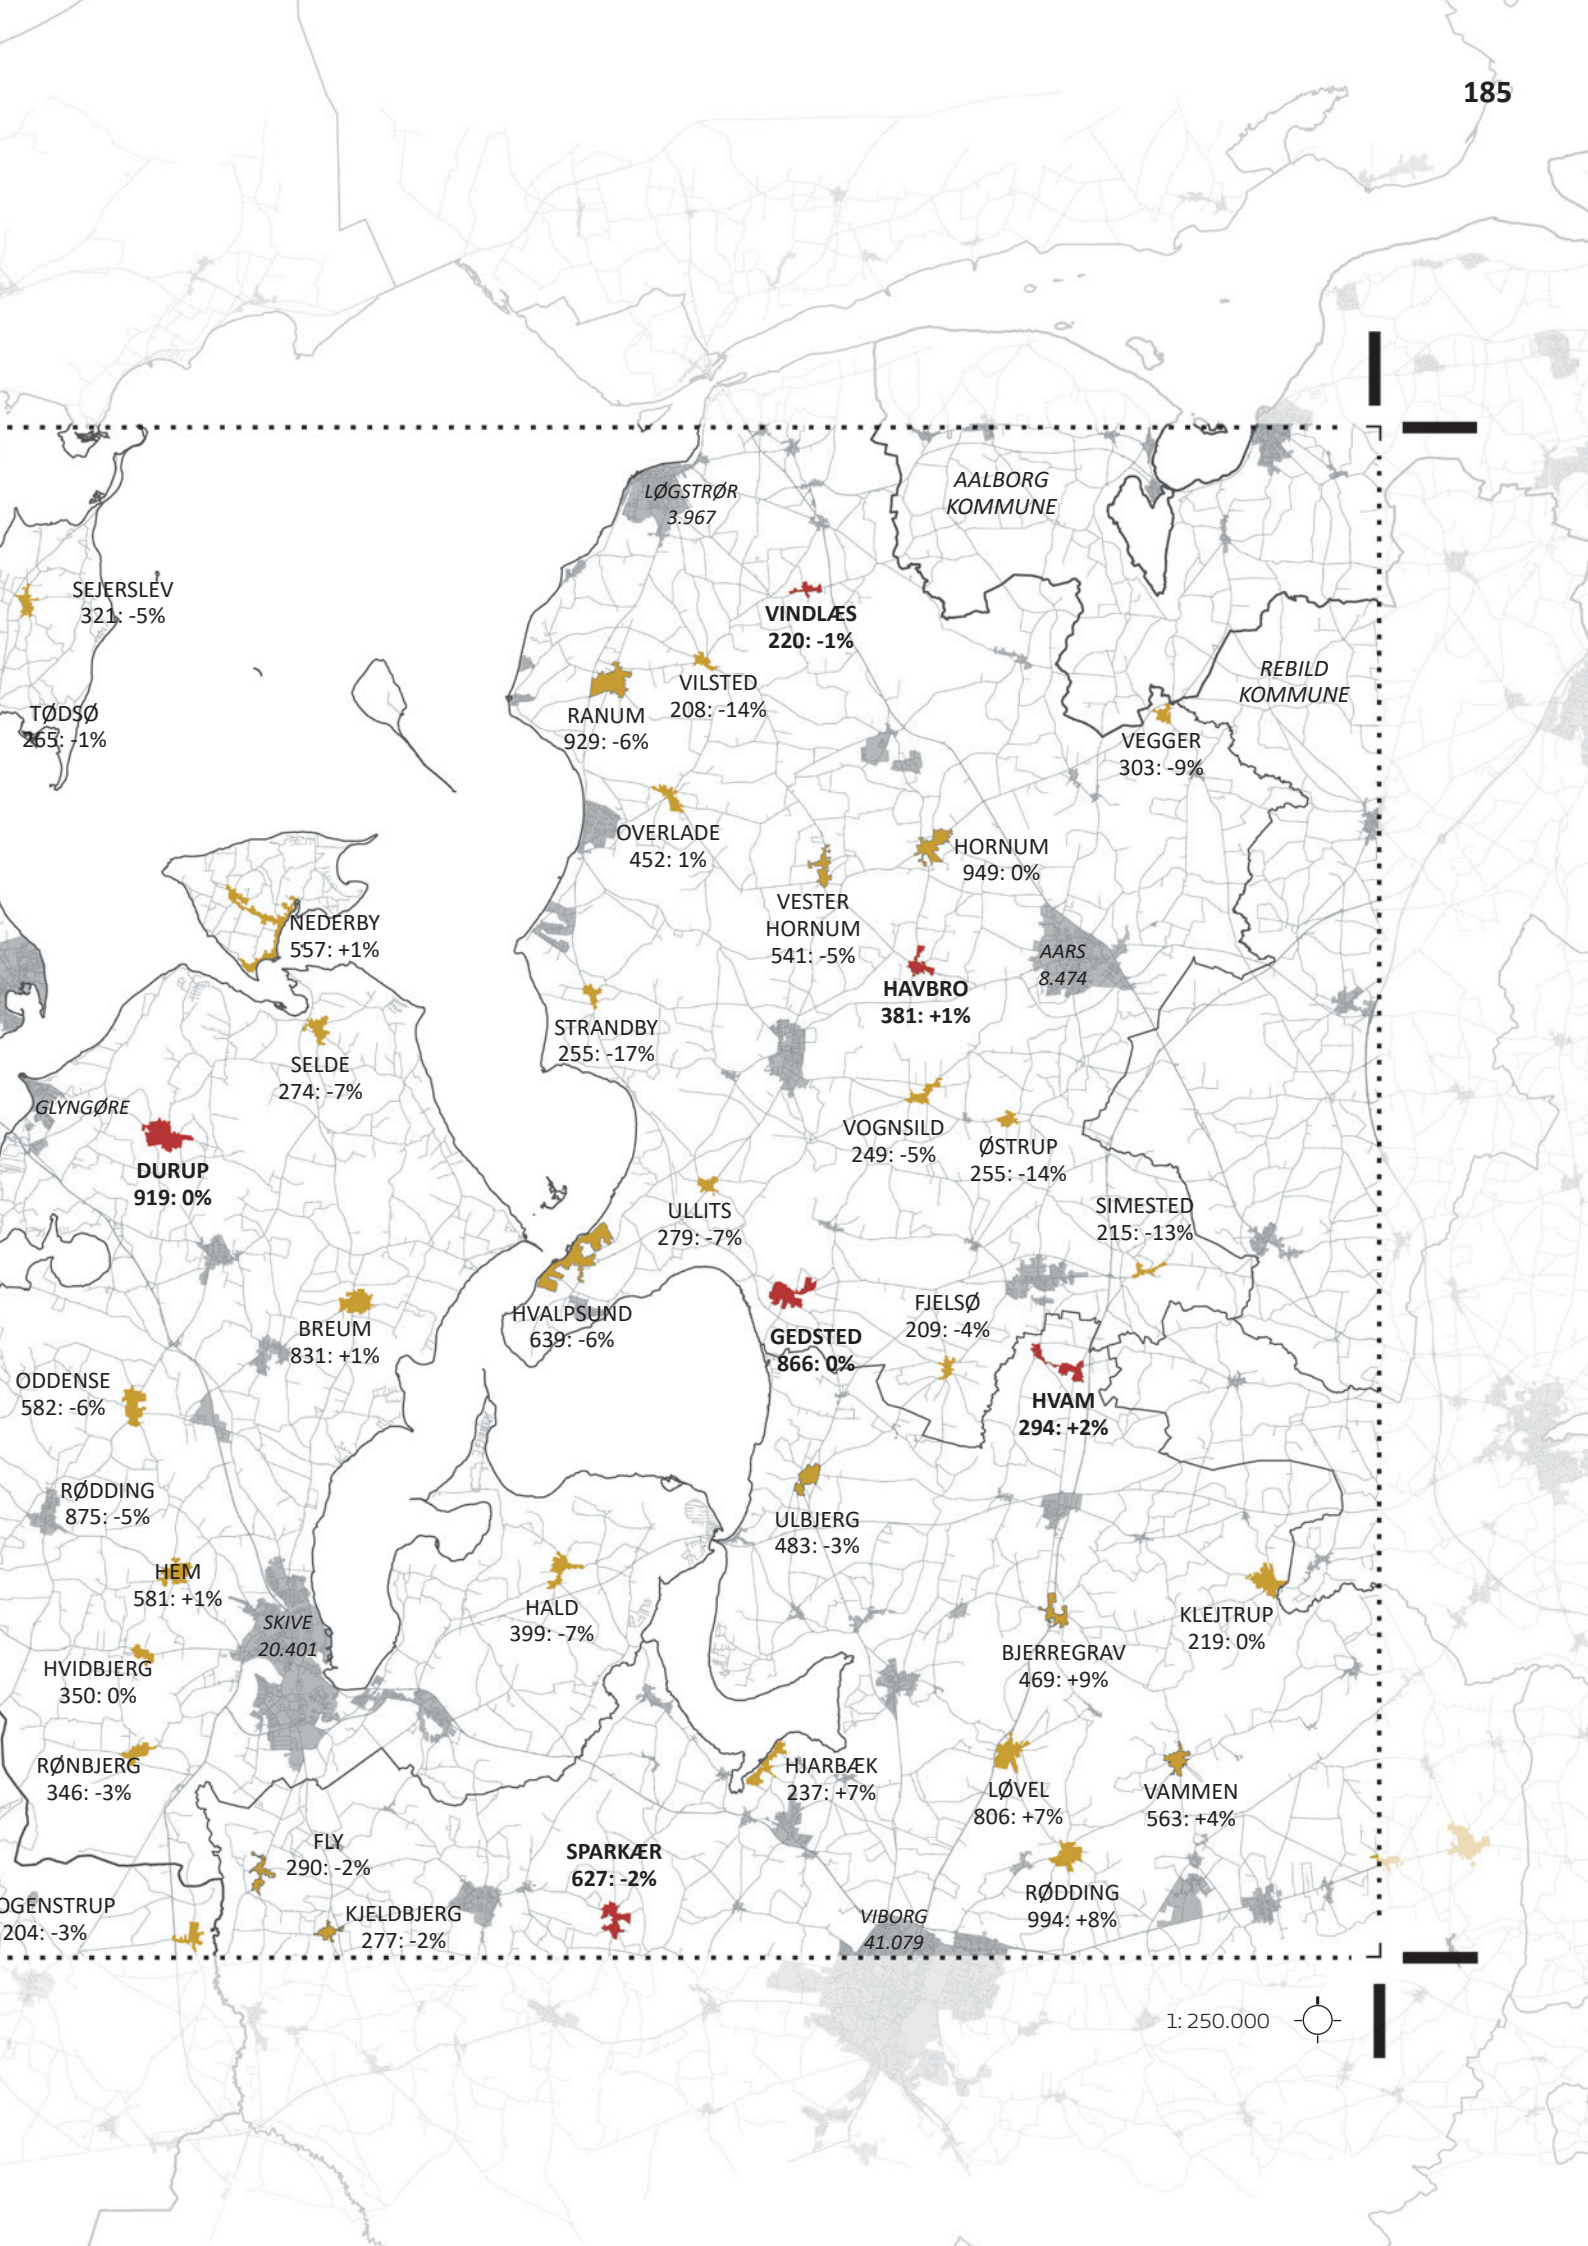 185
LØGSTRØR
3.967
AALBORG
KOMMUNE
SEJERSLEV
321: -5%
VINDLÆS
220: -1%
REBILD
KOMMUNE
VILSTED
208: -14%
TØDSØ
265: -1%
RANUM
929: -6%
VEGGER
303: -9%
OVERLADE
452: 1%
HORNUM
949: 0%
VESTER
HORNUM
541: -5%
NEDERBY
557: +1%
AARS
8.474
HAVBRO
381: +1%
STRANDBY
255: -17%
SELDE
274: -7%
GLYNGØRE
VOGNSILD
249: -5%
ØSTRUP
255: -14%
DURUP
919: 0%
ULLITS
279: -7%
SIMESTED
215: -13%
HVALPSUND
639: -6%
FJELSØ
209: -4%
BREUM
831: +1%
GEDSTED
866: 0%
ODDENSE
582: -6%
HVAM
294: +2%
RØDDING
875: -5%
ULBJERG
483: -3%
HEM
581: +1%
HALD
399: -7%
KLEJTRUP
219: 0%
SKIVE
20.401
BJERREGRAV
469: +9%
HVIDBJERG
350: 0%
RØNBJERG
346: -3%
HJARBÆK
237: +7%
LØVEL
806: +7%
VAMMEN
563: +4%
FLY
290: -2%
SPARKÆR
627: -2%
RØDDING
994: +8%
OGENSTRUP
204: -3%
KJELDBJERG
277: -2%
VIBORG
41.079
1: 250.000